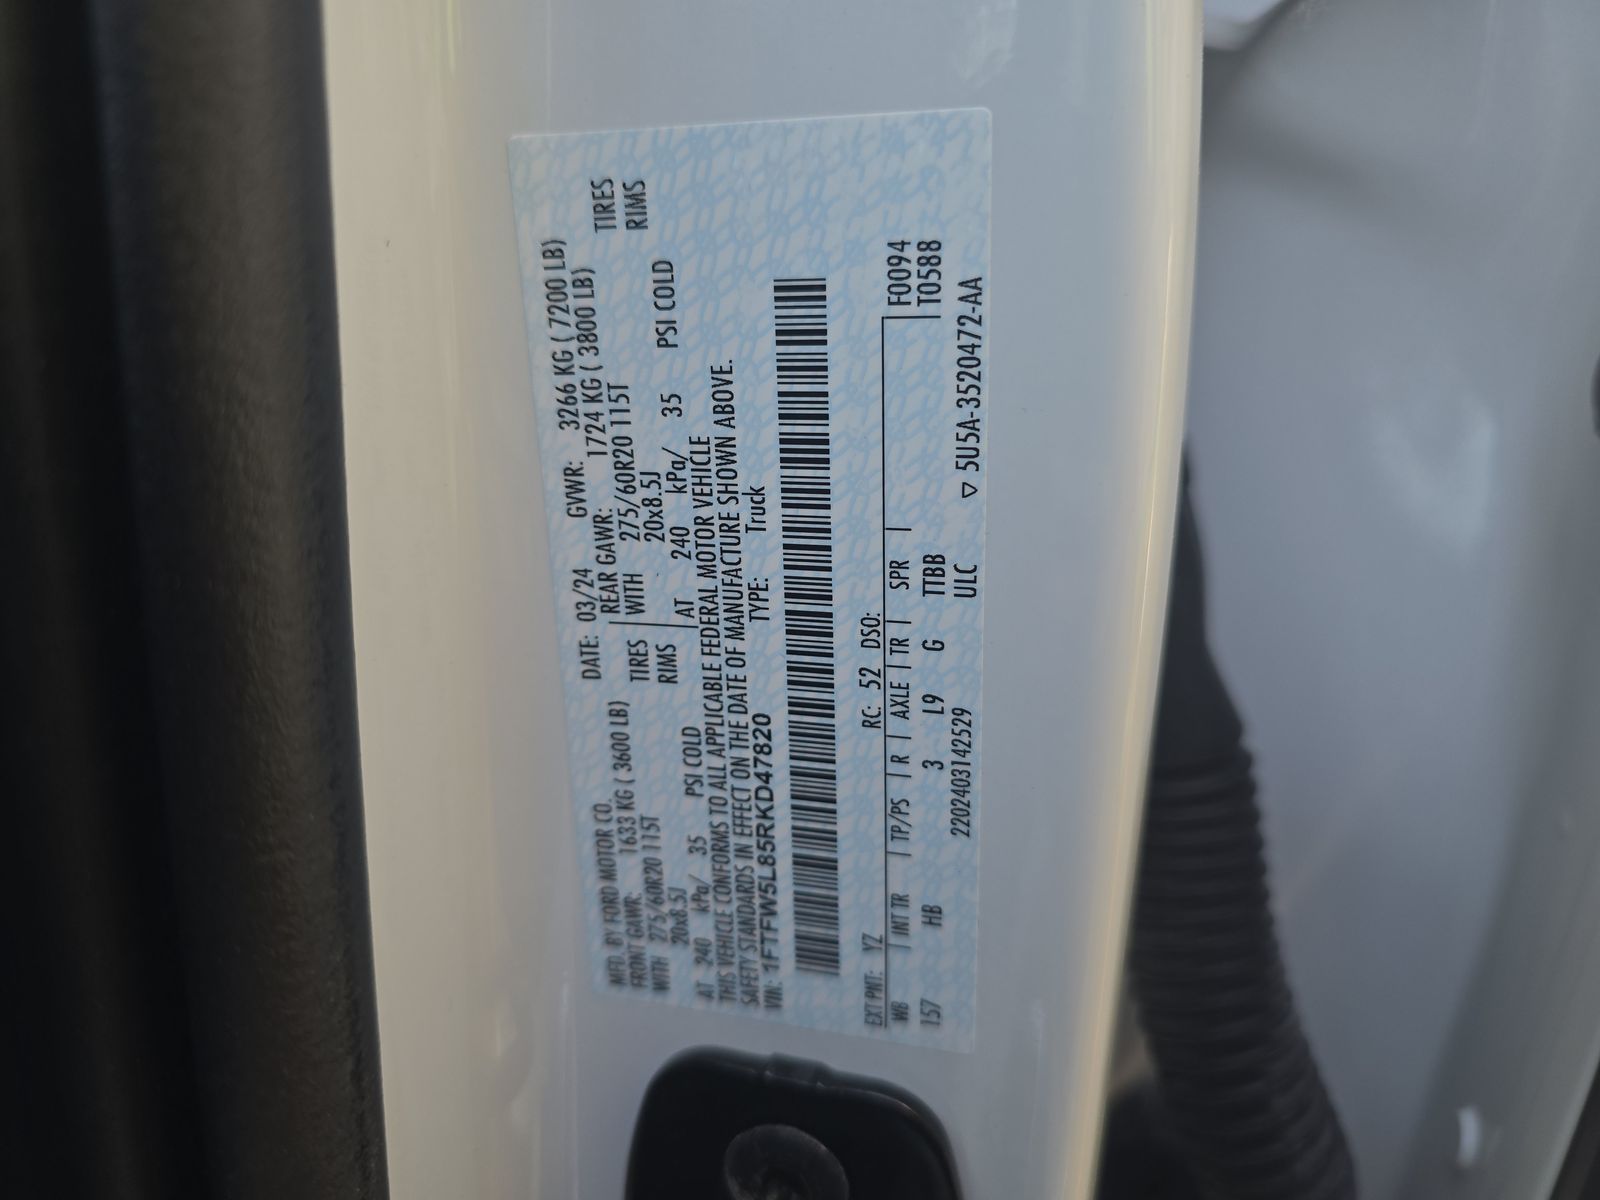 MFD. BY FORD MOTOR CO.
DATE: 03/24 GVWR: 3266 KG ( 7200 LB)
FRONT GAWR: 1633 KG ( 3600 LB) REAR GAWR: 1724 KG ( 3800 LB)
WITH 275/60R20 115T TIRES WITH 275/60R20 115T TIRES
20x8.5J RIMS 20x8.5J RIMS
AT 240 kPa/ 35 PSI COLD AT 240 kPa/ 35 PSI COLD
THIS VEHICLE CONFORMS TO ALL APPLICABLE FEDERAL MOTOR VEHICLE
SAFETY STANDARDS IN EFFECT ON THE DATE OF MANUFACTURE SHOWN ABOVE.
VIN: 1FTFW5L85RKD47820 TYPE: Truck
EXT PNT: YZ RC: 52 DSO:
WB INT TR TP/PS R AXLE TR SPR F0094
157 HB 3 L9 G TTBB T0588
2202403142529 ULC ▽ 5U5A-3520472-AA